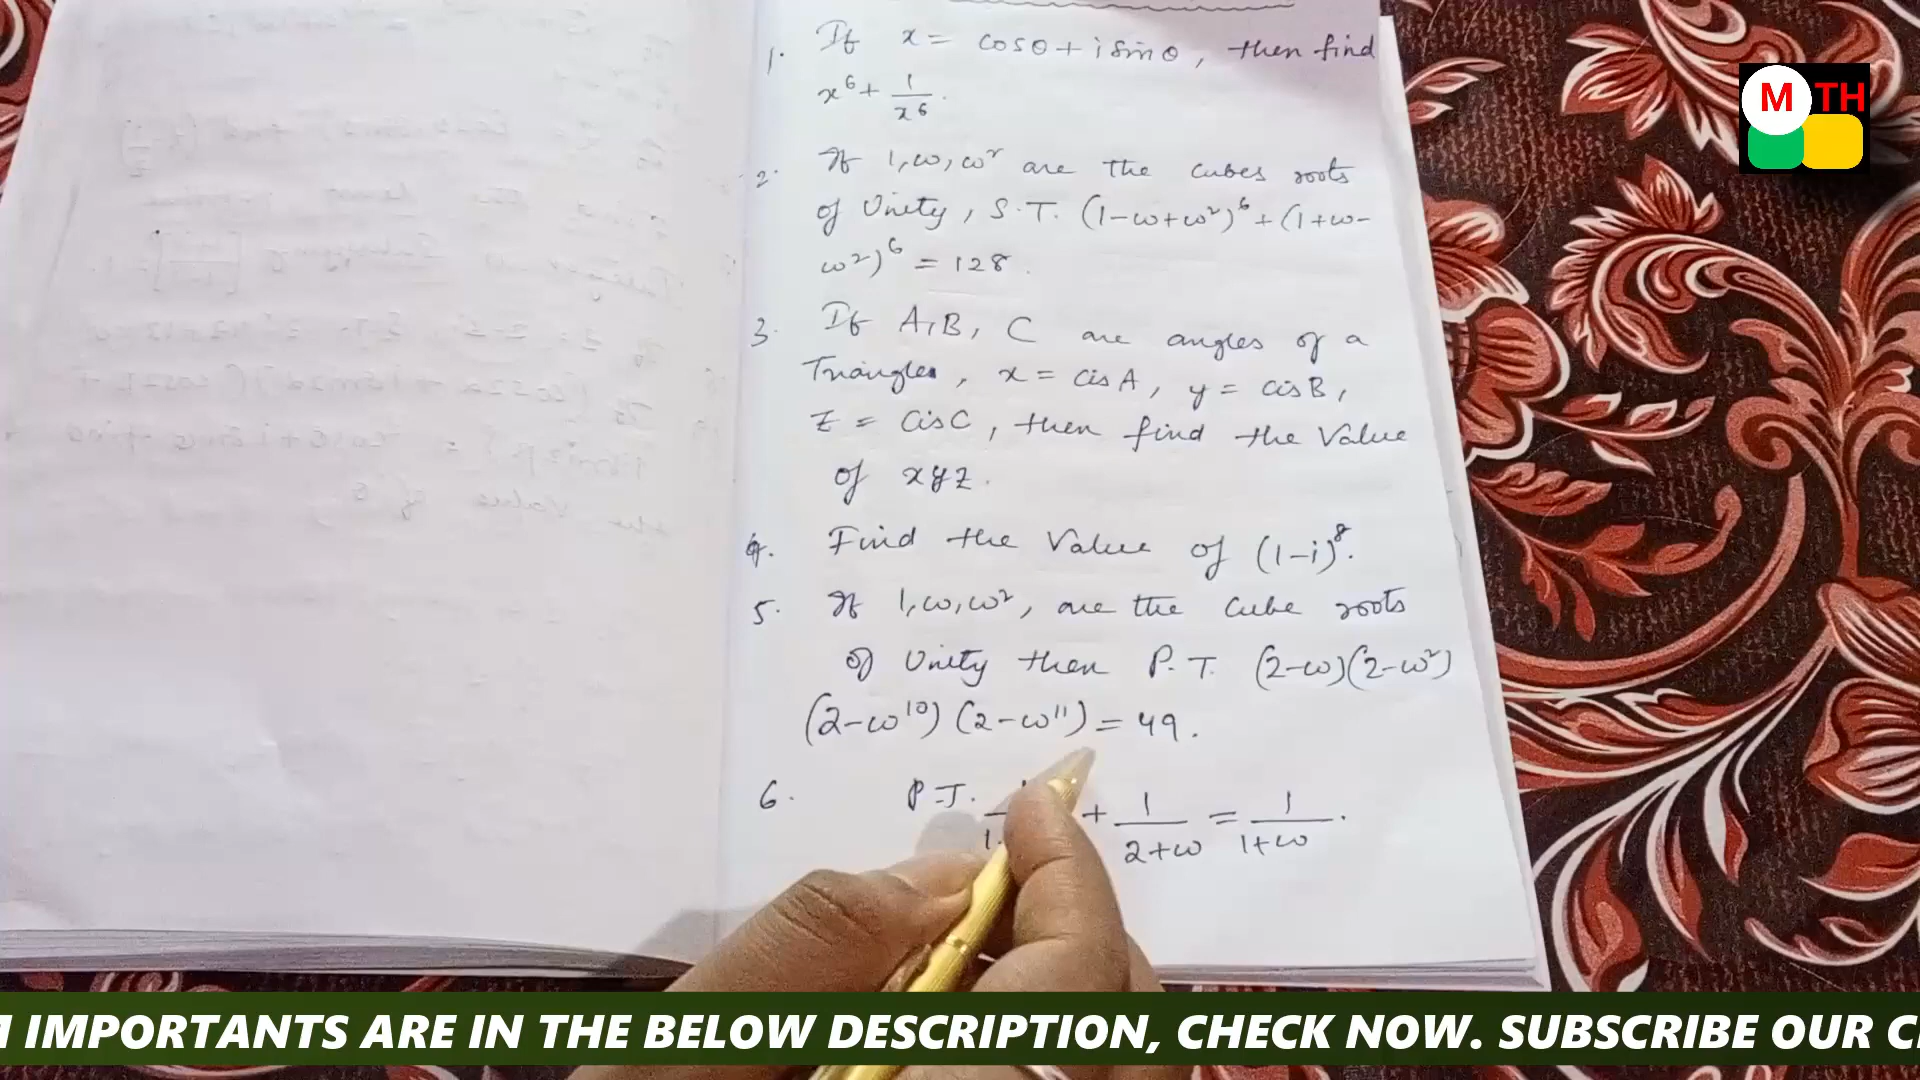 1. If x = cosθ + i sinθ, then find
x⁶ + 1/x⁶.
2. If 1, ω, ω² are the cubes roots
of Unity, S.T. (1-ω+ω²)⁶ + (1+ω-
ω²)⁶ = 128.
3. If A, B, C are angles of a
Triangles, x = cis A, y = cis B,
z = Cis C, then find the Value
of xyz.
4. Find the Value of (1-i)⁸.
5. If 1, ω, ω², are the Cube roots
of Unity then P.T. (2-ω)(2-ω²)
(2-ω¹⁰) (2-ω¹¹) = 49.
6. P.T. + 1/2+ω = 1/1+ω.
M TH
IMPORTANTS ARE IN THE BELOW DESCRIPTION, CHECK NOW. SUBSCRIBE OUR